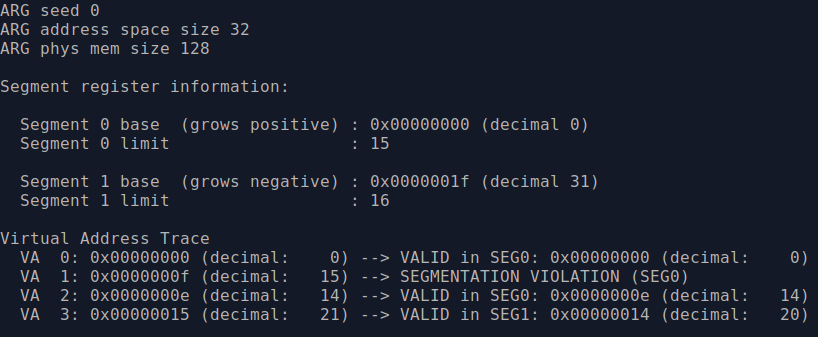 ARG seed 0
ARG address space size 32
ARG phys mem size 128
Segment register information:
  Segment 0 base  (grows positive) : 0x00000000 (decimal 0)
  Segment 0 limit                  : 15
  Segment 1 base  (grows negative) : 0x0000001f (decimal 31)
  Segment 1 limit                  : 16
Virtual Address Trace
  VA  0: 0x00000000 (decimal:    0) --> VALID in SEG0: 0x00000000 (decimal:    0)
  VA  1: 0x0000000f (decimal:   15) --> SEGMENTATION VIOLATION (SEG0)
  VA  2: 0x0000000e (decimal:   14) --> VALID in SEG0: 0x0000000e (decimal:   14)
  VA  3: 0x00000015 (decimal:   21) --> VALID in SEG1: 0x00000014 (decimal:   20)